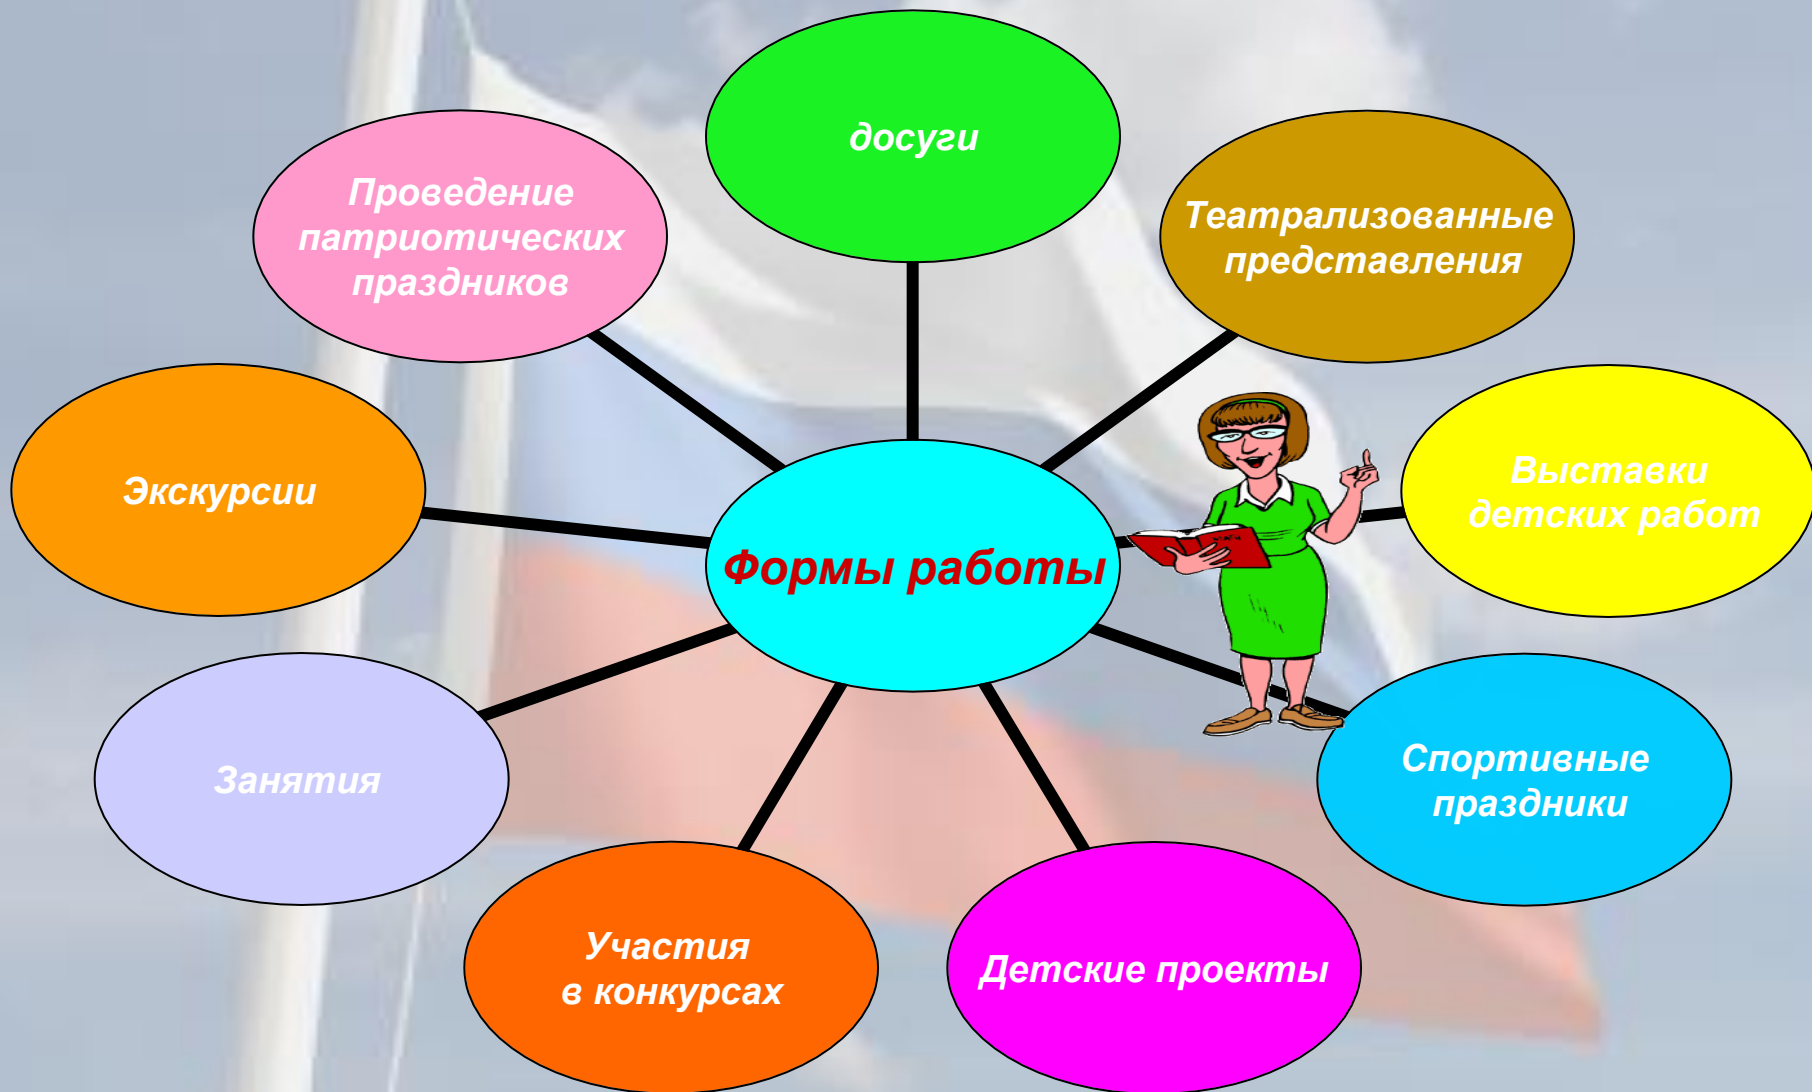 досуги
Проведение
патриотических
праздников
Театрализованные
представления
Экскурсии
Выставки
детских работ
Формы работы
Занятия
Спортивные
праздники
Участия
в конкурсах
Детские проекты